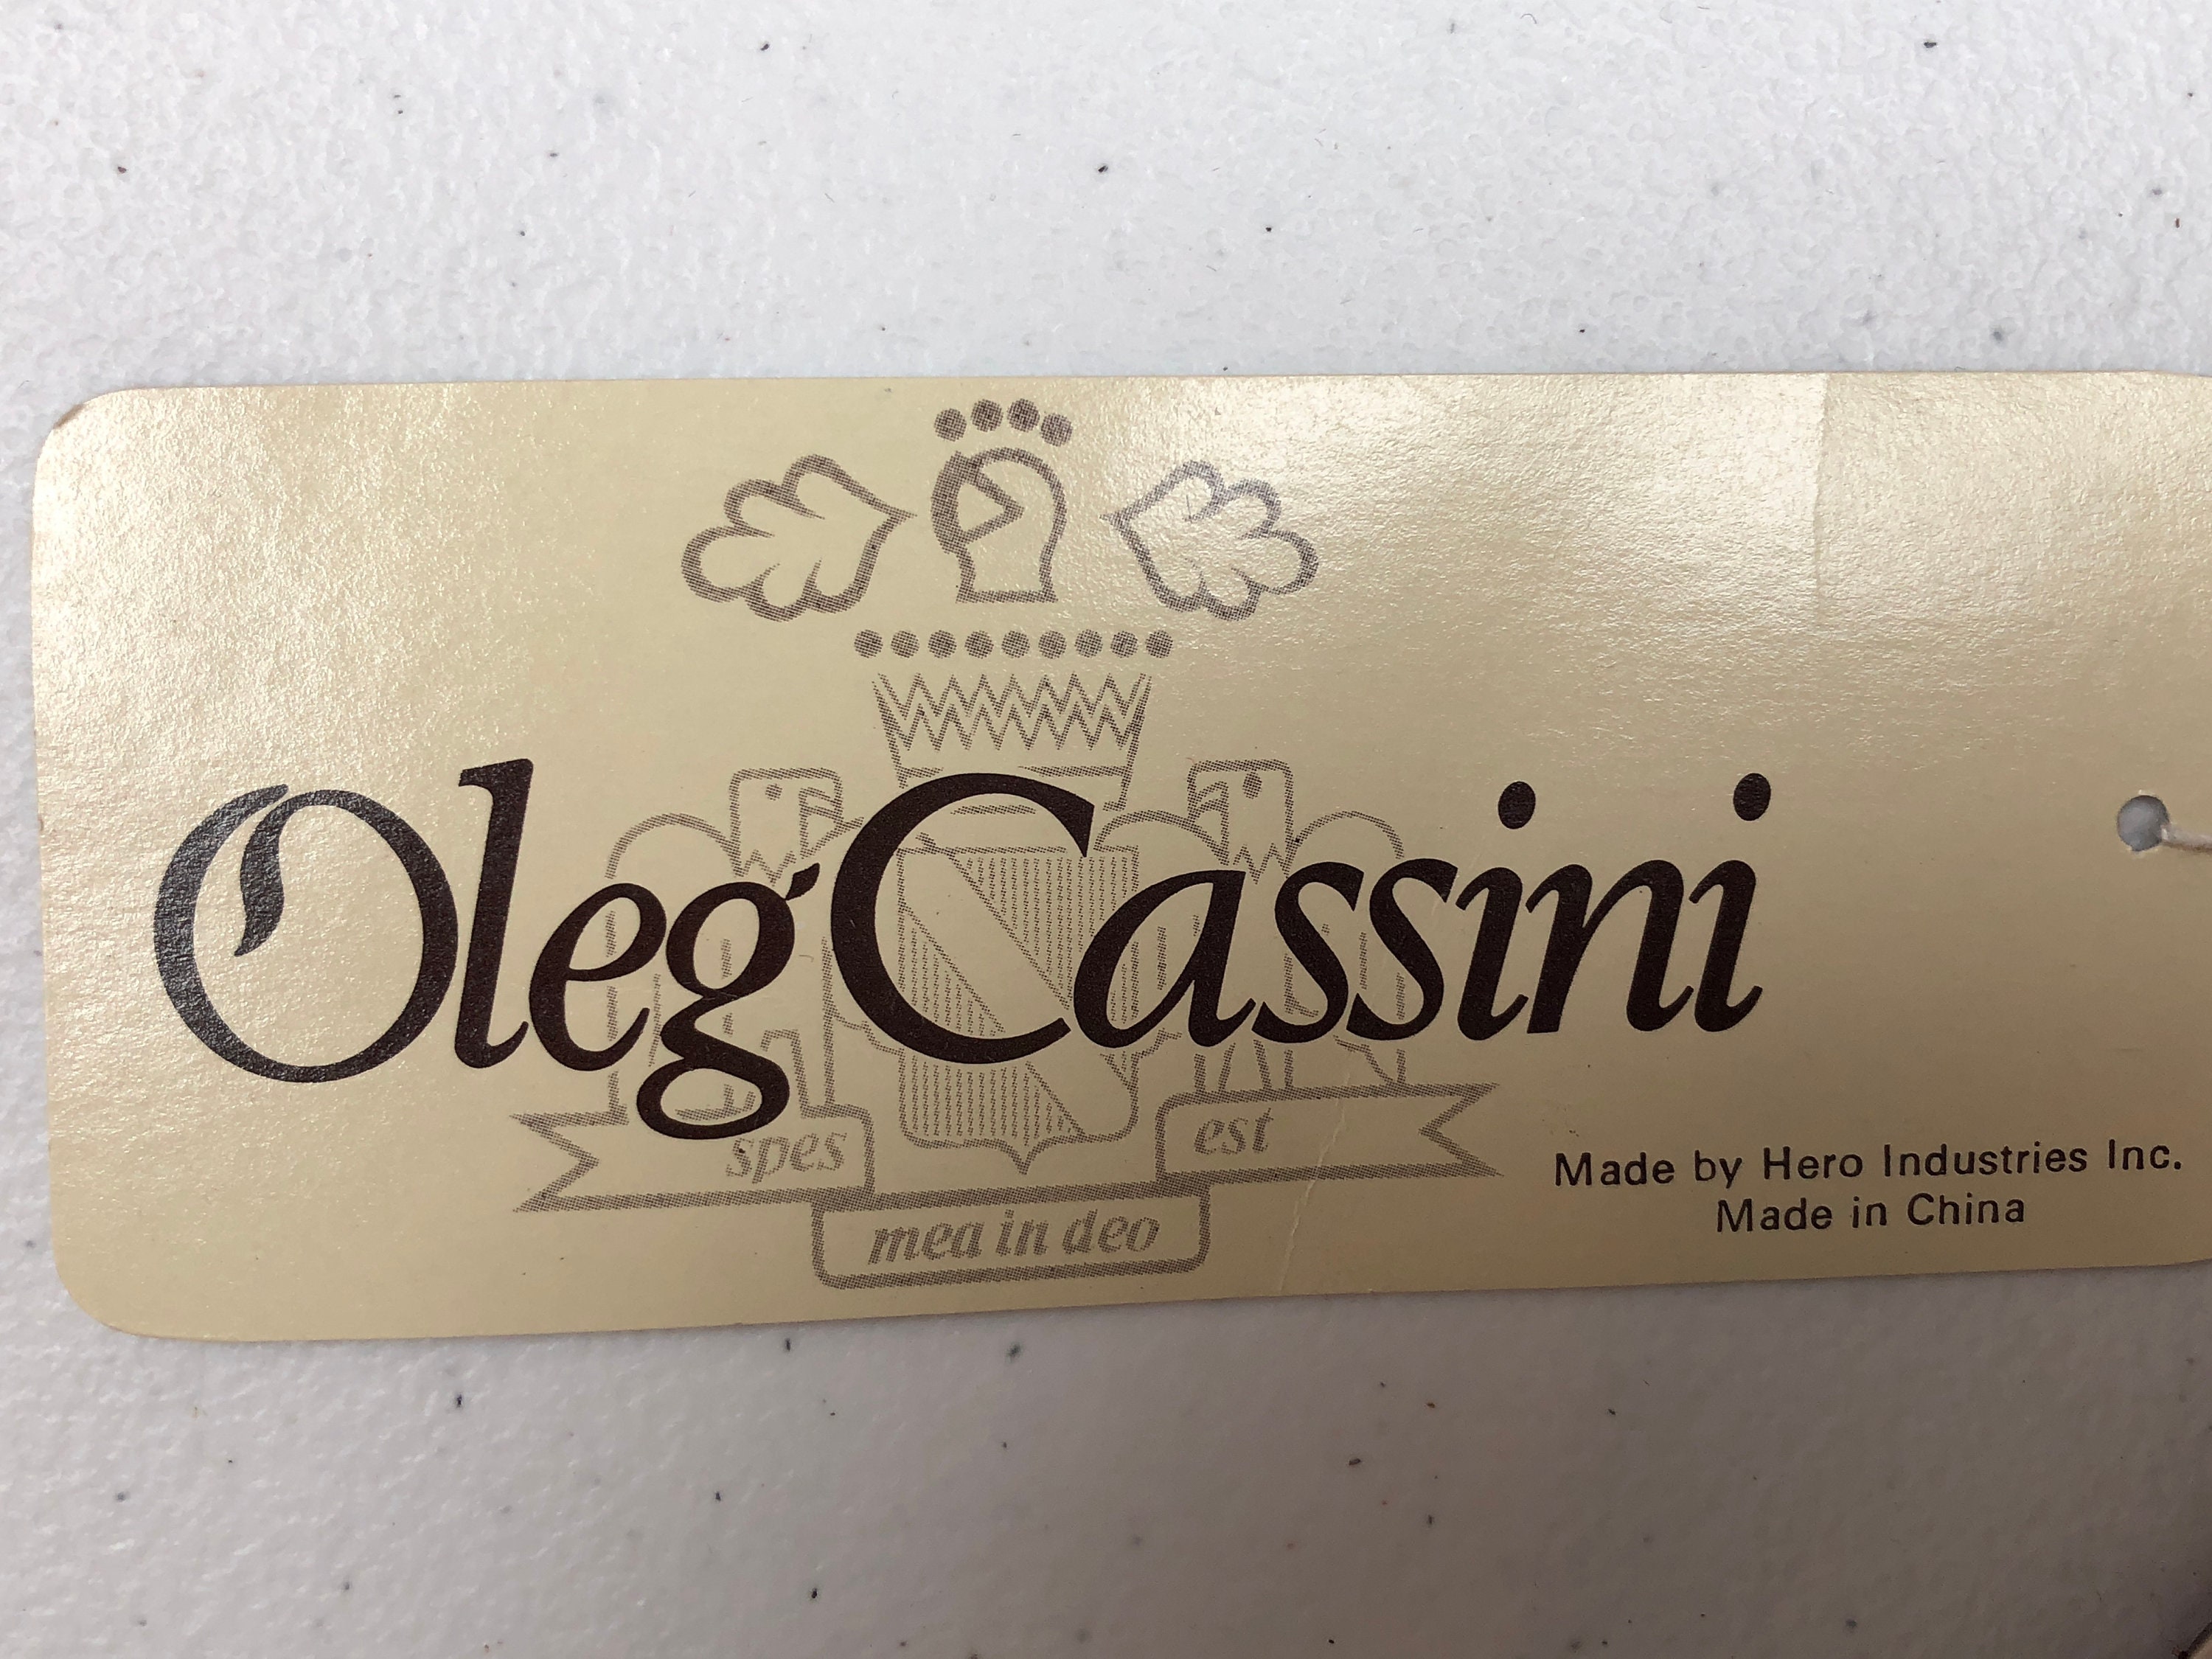 Oleg Cassini
spes est
mea in deo
Made by Hero Industries Inc.
Made in China